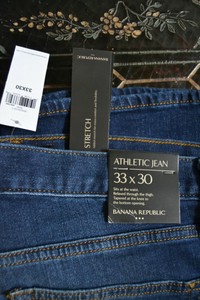 33X30
STRETCH
ATHLETIC JEAN
33 x 30
Sits at the waist.
Relaxed through the thigh.
Tapered at the knee to
the bottom opening
BANANA REPUBLIC